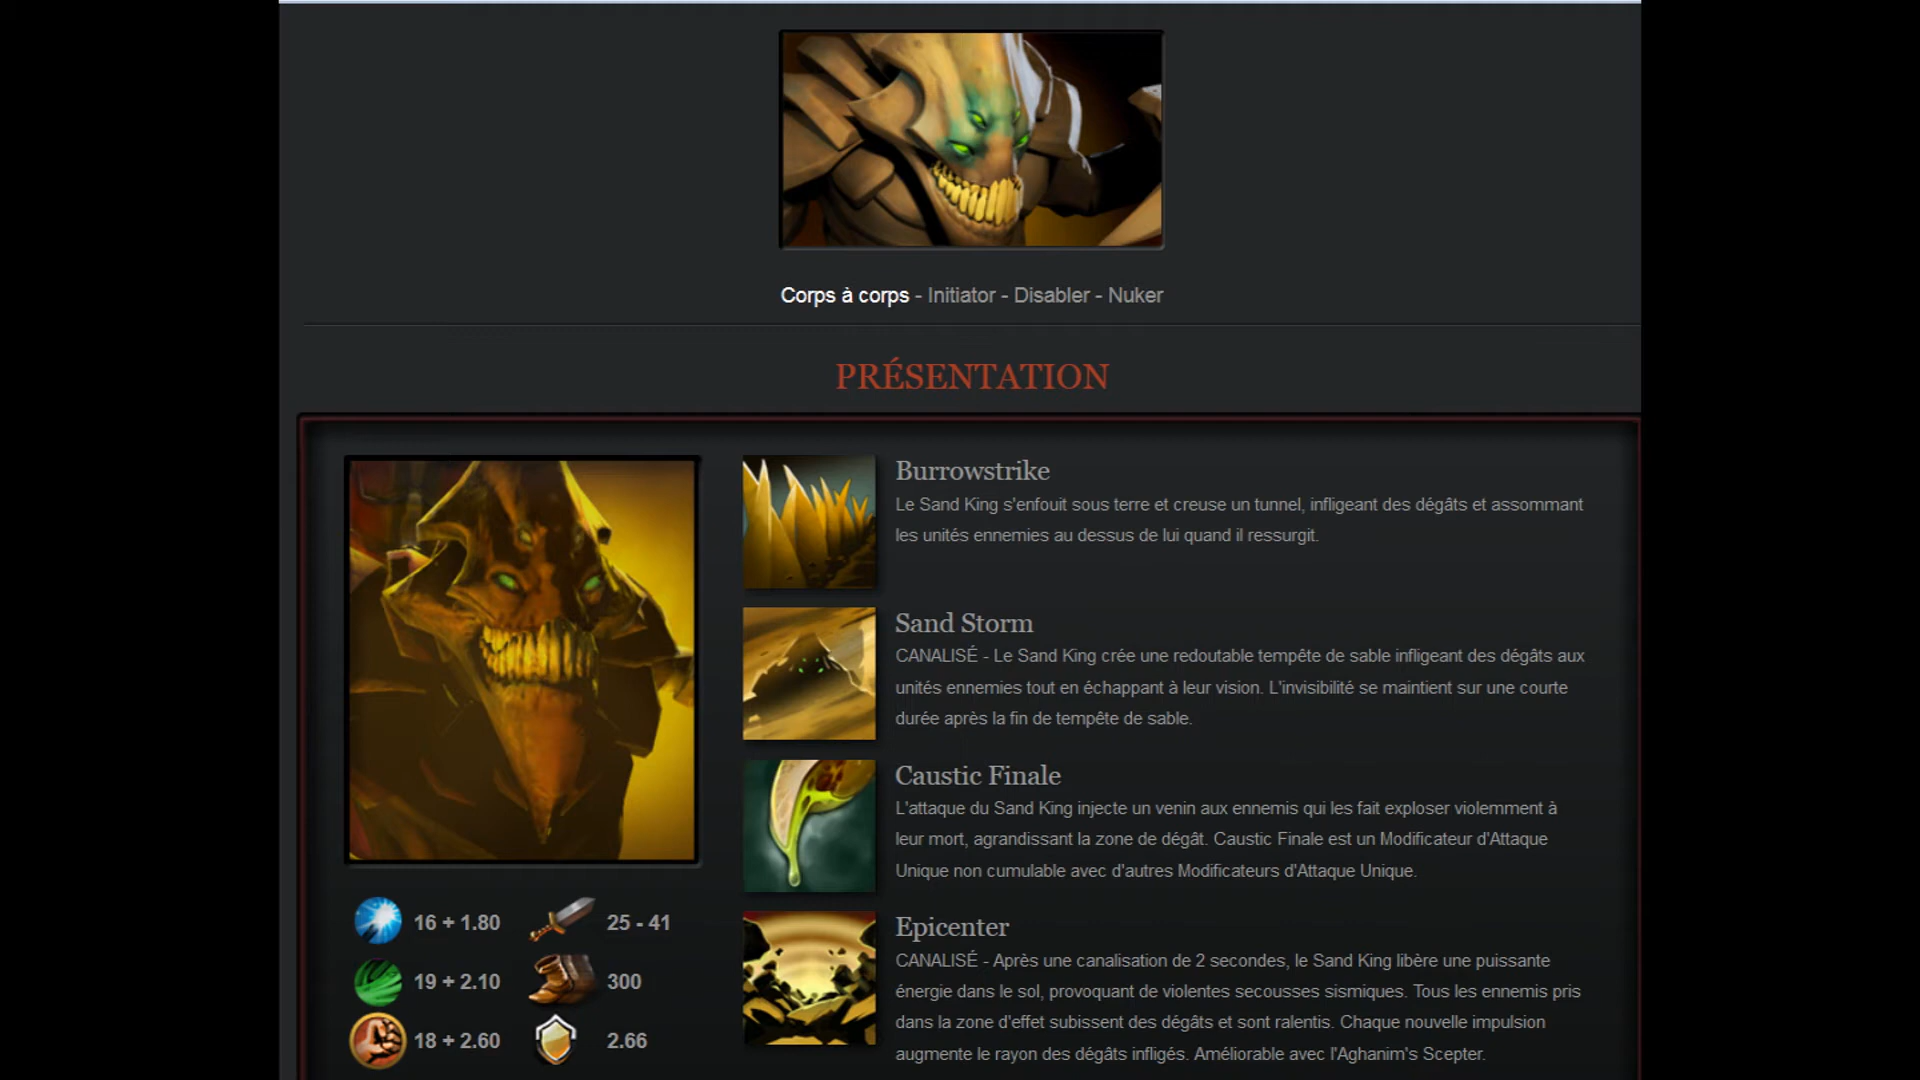 Corps à corps - Initiator - Disabler - Nuker
PRÉSENTATION
Burrowstrike
Le Sand King s'enfouit sous terre et creuse un tunnel, infligeant des dégâts et assommant
les unités ennemies au dessus de lui quand il ressurgit.
Sand Storm
CANALISÉ - Le Sand King crée une redoutable tempête de sable infligeant des dégâts aux
unités ennemies tout en échappant à leur vision. L'invisibilité se maintient sur une courte
durée après la fin de tempête de sable.
Caustic Finale
L'attaque du Sand King injecte un venin aux ennemis qui les fait exploser violemment à
leur mort, agrandissant la zone de dégât. Caustic Finale est un Modificateur d'Attaque
Unique non cumulable avec d'autres Modificateurs d'Attaque Unique.
Epicenter
CANALISÉ - Après une canalisation de 2 secondes, le Sand King libère une puissante
énergie dans le sol, provoquant de violentes secousses sismiques. Tous les ennemis pris
dans la zone d'effet subissent des dégâts et sont ralentis. Chaque nouvelle impulsion
augmente le rayon des dégâts infligés. Améliorable avec l'Aghanim's Scepter.
16 + 1.80 25 - 41
19 + 2.10 300
18 + 2.60 2.66